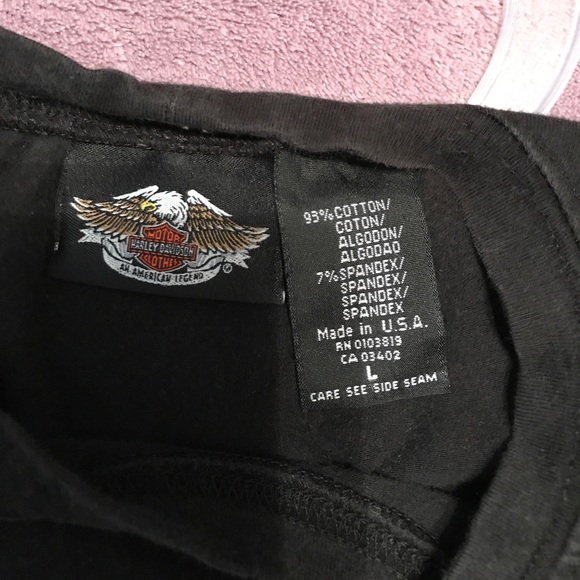 MOTOR
HARLEY-DAVIDSON
CLOTHES
AN AMERICAN LEGEND
®
93% COTTON/
COTON/
ALGODON/
ALGODAO
7% SPANDEX/
SPANDEX/
SPANDEX/
SPANDEX
Made in U.S.A.
RN 0103819
CA 03402
L
CARE SEE SIDE SEAM